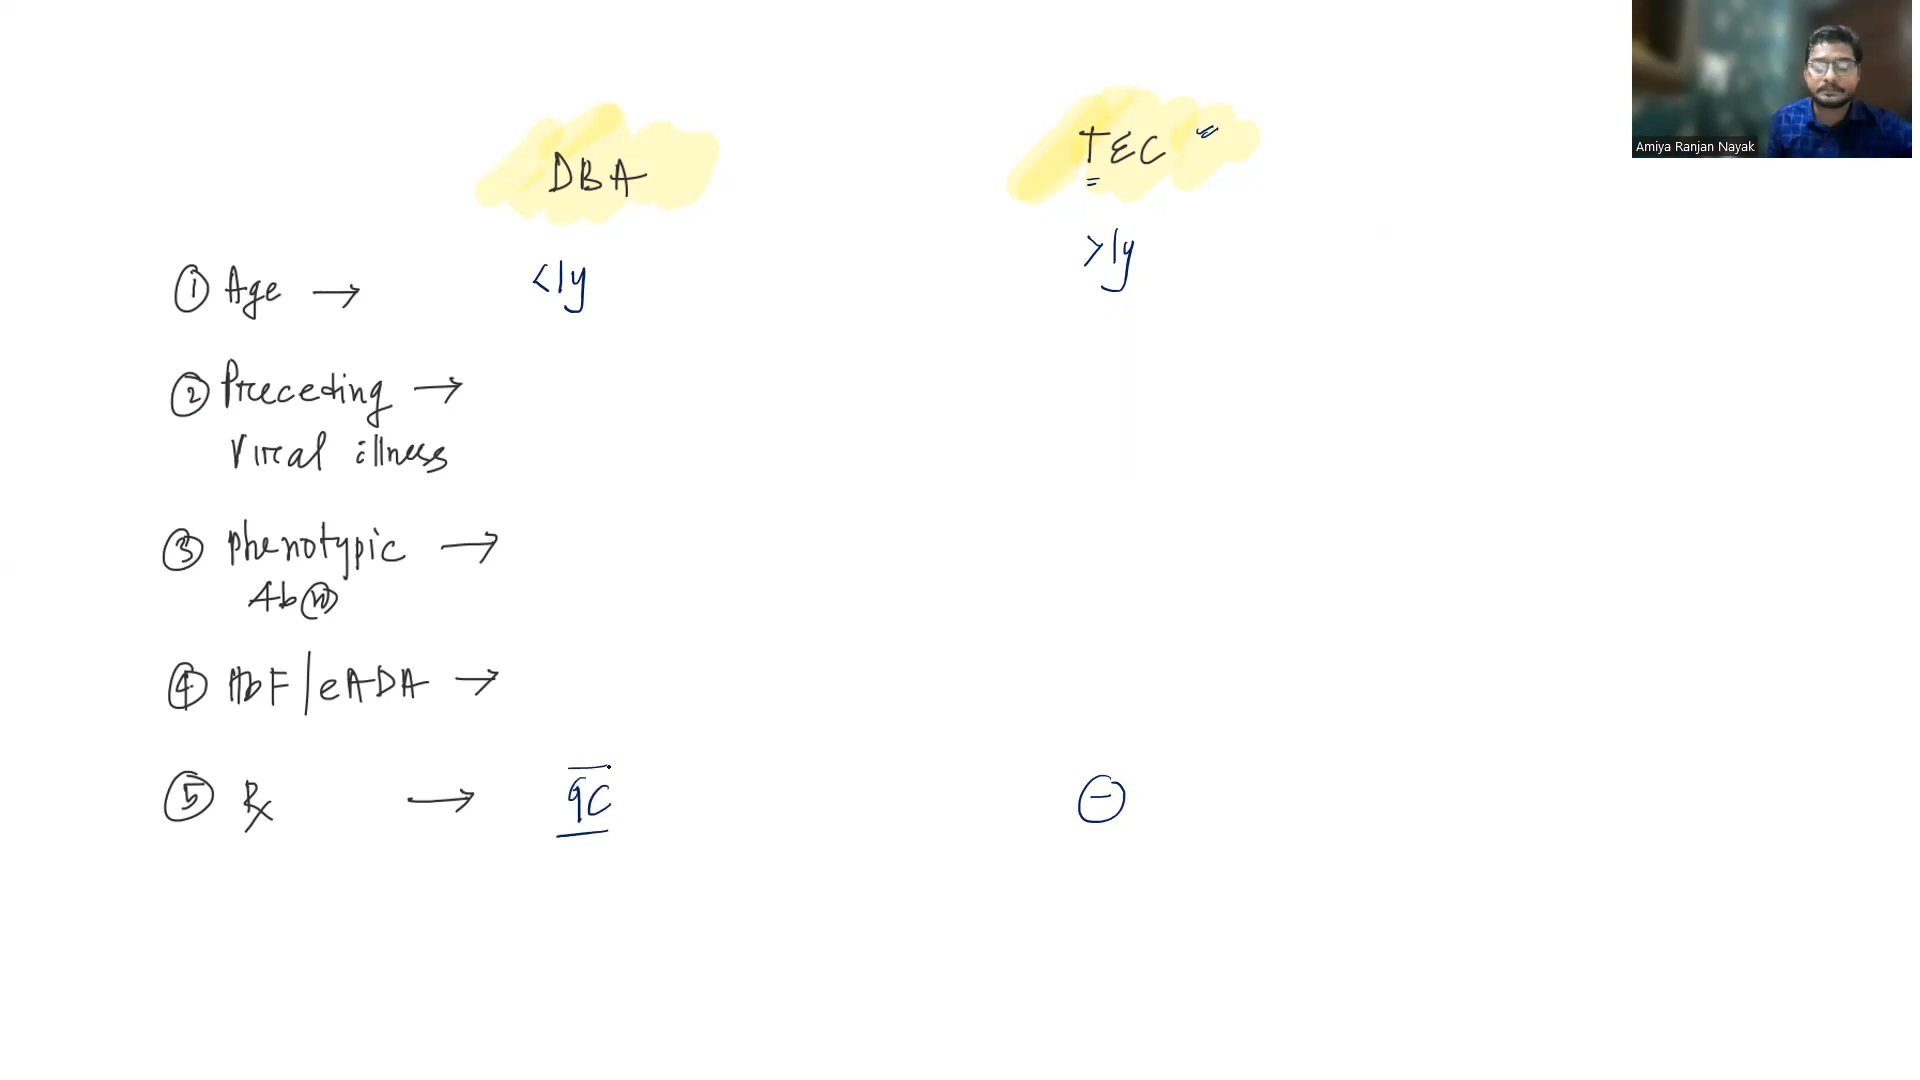 Amiya Ranjan Nayak
DBA TEC
① Age → <1y >1y
② Preceding →
Viral illness
③ Phenotypic →
Ab(N)
④ HbF/eADA →
⑤ Rx → ⊖